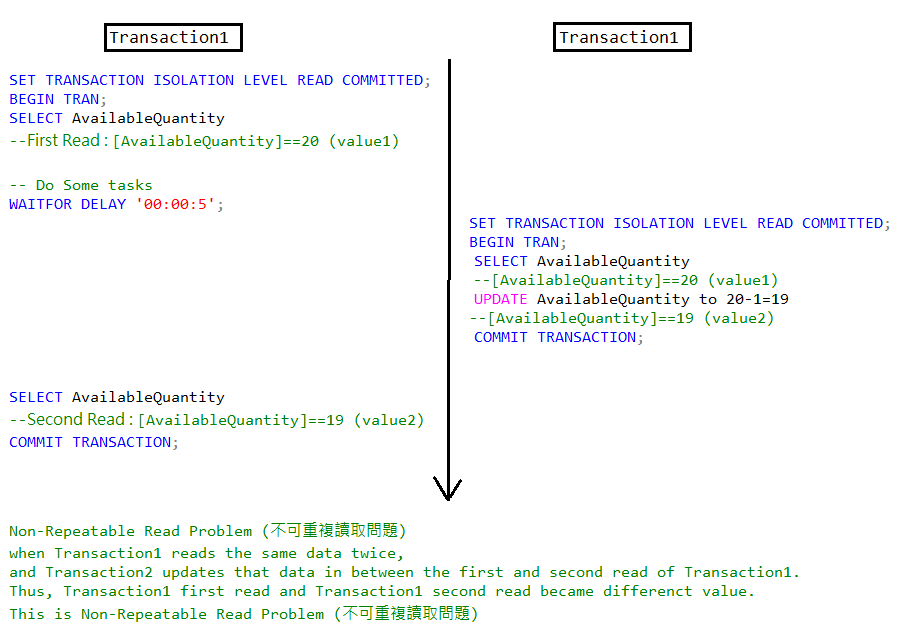 Transaction1
SET TRANSACTION ISOLATION LEVEL READ COMMITTED;
BEGIN TRAN;
SELECT AvailableQuantity
--First Read : [AvailableQuantity]==20 (value1)
-- Do Some tasks
WAITFOR DELAY '00:00:5';
SELECT AvailableQuantity
--Second Read : [AvailableQuantity]==19 (value2)
COMMIT TRANSACTION;
Transaction1
SET TRANSACTION ISOLATION LEVEL READ COMMITTED;
BEGIN TRAN;
SELECT AvailableQuantity
--[AvailableQuantity]==20 (value1)
UPDATE AvailableQuantity to 20-1=19
--[AvailableQuantity]==19 (value2)
COMMIT TRANSACTION;
Non-Repeatable Read Problem (不可重複讀取問題)
when Transaction1 reads the same data twice,
and Transaction2 updates that data in between the first and second read of Transaction1.
Thus, Transaction1 first read and Transaction1 second read became differenct value.
This is Non-Repeatable Read Problem (不可重複讀取問題)